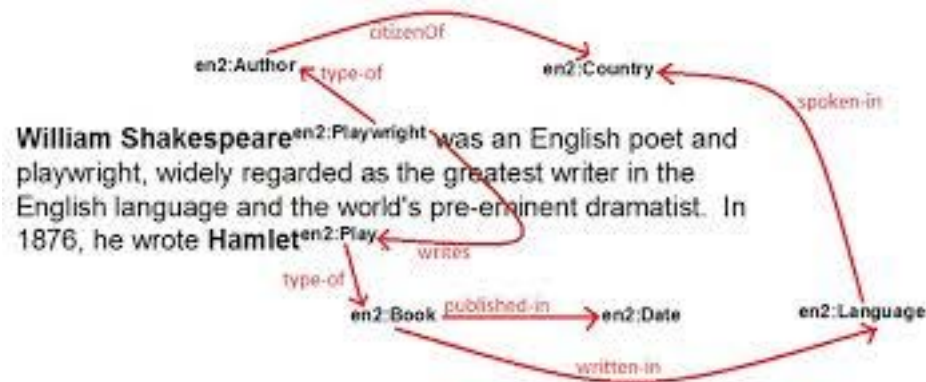 citizenOf
en2:Author type-of en2:Country
spoken-in
William Shakespeare en2:Playwright was an English poet and
playwright, widely regarded as the greatest writer in the
English language and the world's pre-eminent dramatist. In
1876, he wrote Hamlet en2:Play writes
type-of
en2:Book published-in en2:Date en2:Language
written-in